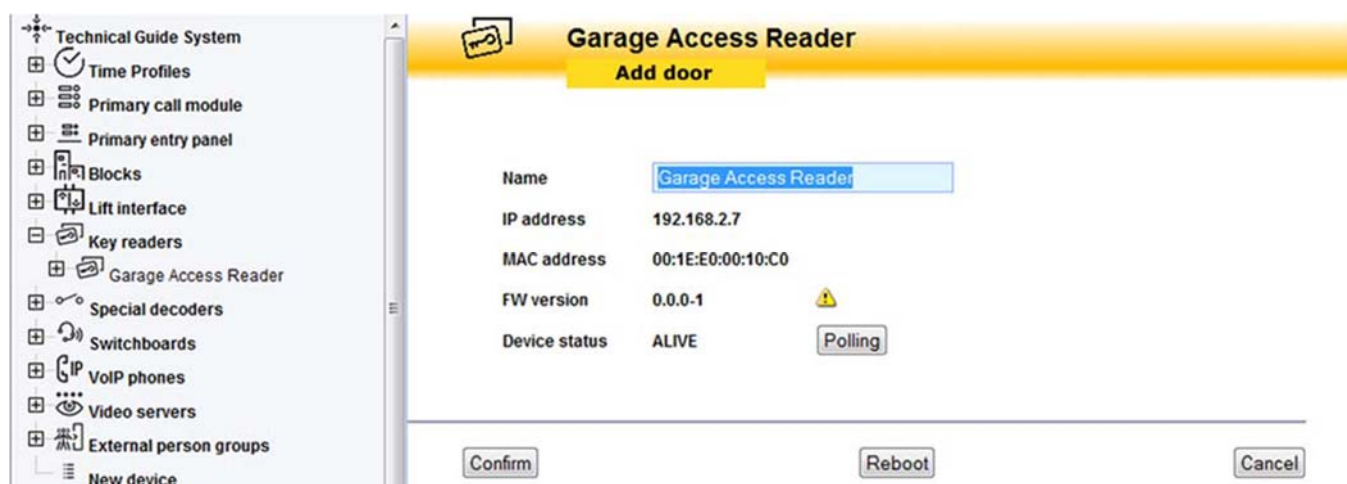 Technical Guide System
Time Profiles
Primary call module
Primary entry panel
Blocks
Lift interface
Key readers
Garage Access Reader
Special decoders
Switchboards
IP VoIP phones
Video servers
External person groups
New device
Garage Access Reader
Add door
Name Garage Access Reader
IP address 192.168.2.7
MAC address 00:1E:E0:00:10:C0
FW version 0.0.0-1
Device status ALIVE Polling
Confirm Reboot Cancel